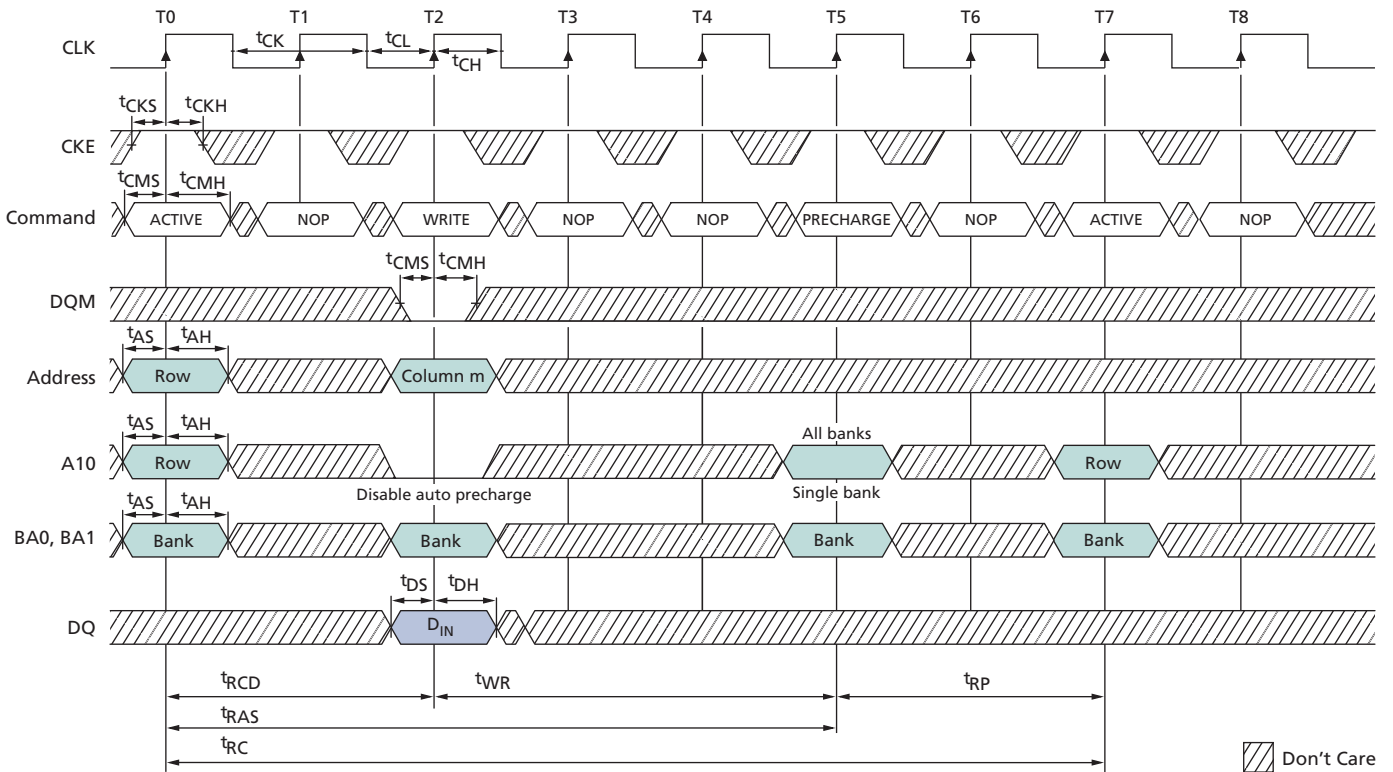 T0 T1 T2 T3 T4 T5 T6 T7 T8
CLK
tCK tCL
tCH
tCKS tCKH
CKE
tCMS tCMH
Command ACTIVE NOP WRITE NOP NOP PRECHARGE NOP ACTIVE NOP
tCMS tCMH
DQM
tAS tAH
Address Row Column m
tAS tAH All banks
A10 Row Row
Disable auto precharge Single bank
tAS tAH
BA0, BA1 Bank Bank Bank Bank
tDS tDH
DQ DIN
tRCD tWR tRP
tRAS
tRC
Don't Care